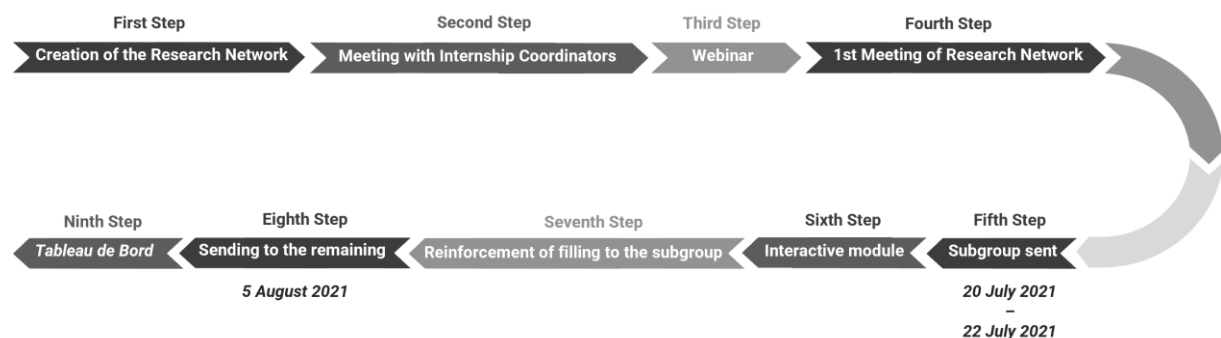 First Step
Second Step
Third Step
Fourth Step
Creation of the Research Network
Meeting with Internship Coordinators
Webinar
1st Meeting of Research Network
Fifth Step
Subgroup sent
20 July 2021
–
22 July 2021
Sixth Step
Interactive module
Seventh Step
Reinforcement of filling to the subgroup
Eighth Step
Sending to the remaining
5 August 2021
Ninth Step
Tableau de Bord